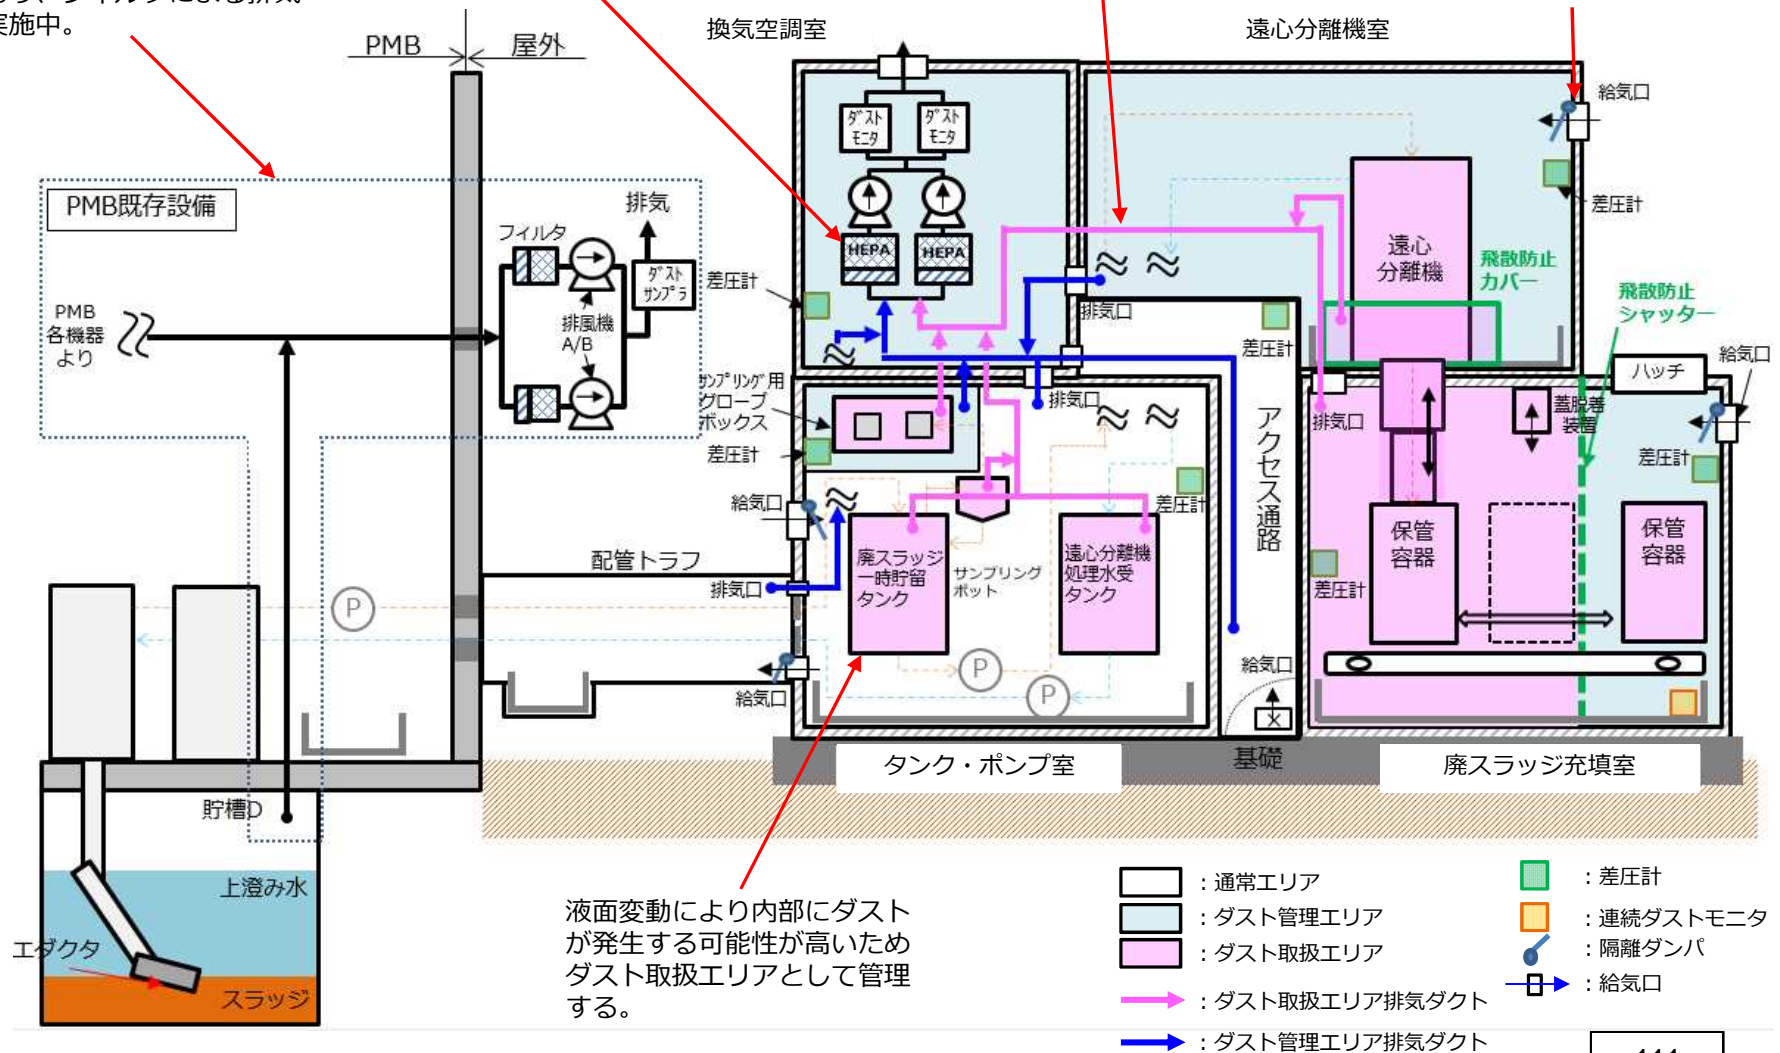 実施中。
PMB
屋外
換気空調室
遠心分離機室
給気口
ダスト
モニタ
ダスト
モニタ
差圧計
PMB既存設備
排気
フィルタ
ダスト
サンプラ
差圧計
HEPA
HEPA
遠心
分離機
飛散防止
カバー
飛散防止
シャッター
PMB
各機器
より
排風機
A/B
排気口
差圧計
給気口
ハッチ
サンプリング用
グローブ
ボックス
排気口
蓋脱着
装置
排気口
アクセス通路
差圧計
差圧計
給気口
差圧計
保管
容器
保管
容器
配管トラフ
廃スラッジ
一時貯留
タンク
サンプリング
ポット
遠心分離機
処理水受
タンク
排気口
差圧計
P
P
P
給気口
給気口
タンク・ポンプ室
基礎
廃スラッジ充填室
貯槽D
上澄み水
エダクタ
スラッジ
液面変動により内部にダスト
が発生する可能性が高いため
ダスト取扱エリアとして管理
する。
：通常エリア
：ダスト管理エリア
：ダスト取扱エリア
：ダスト取扱エリア排気ダクト
：ダスト管理エリア排気ダクト
：差圧計
：連続ダストモニタ
：隔離ダンパ
：給気口